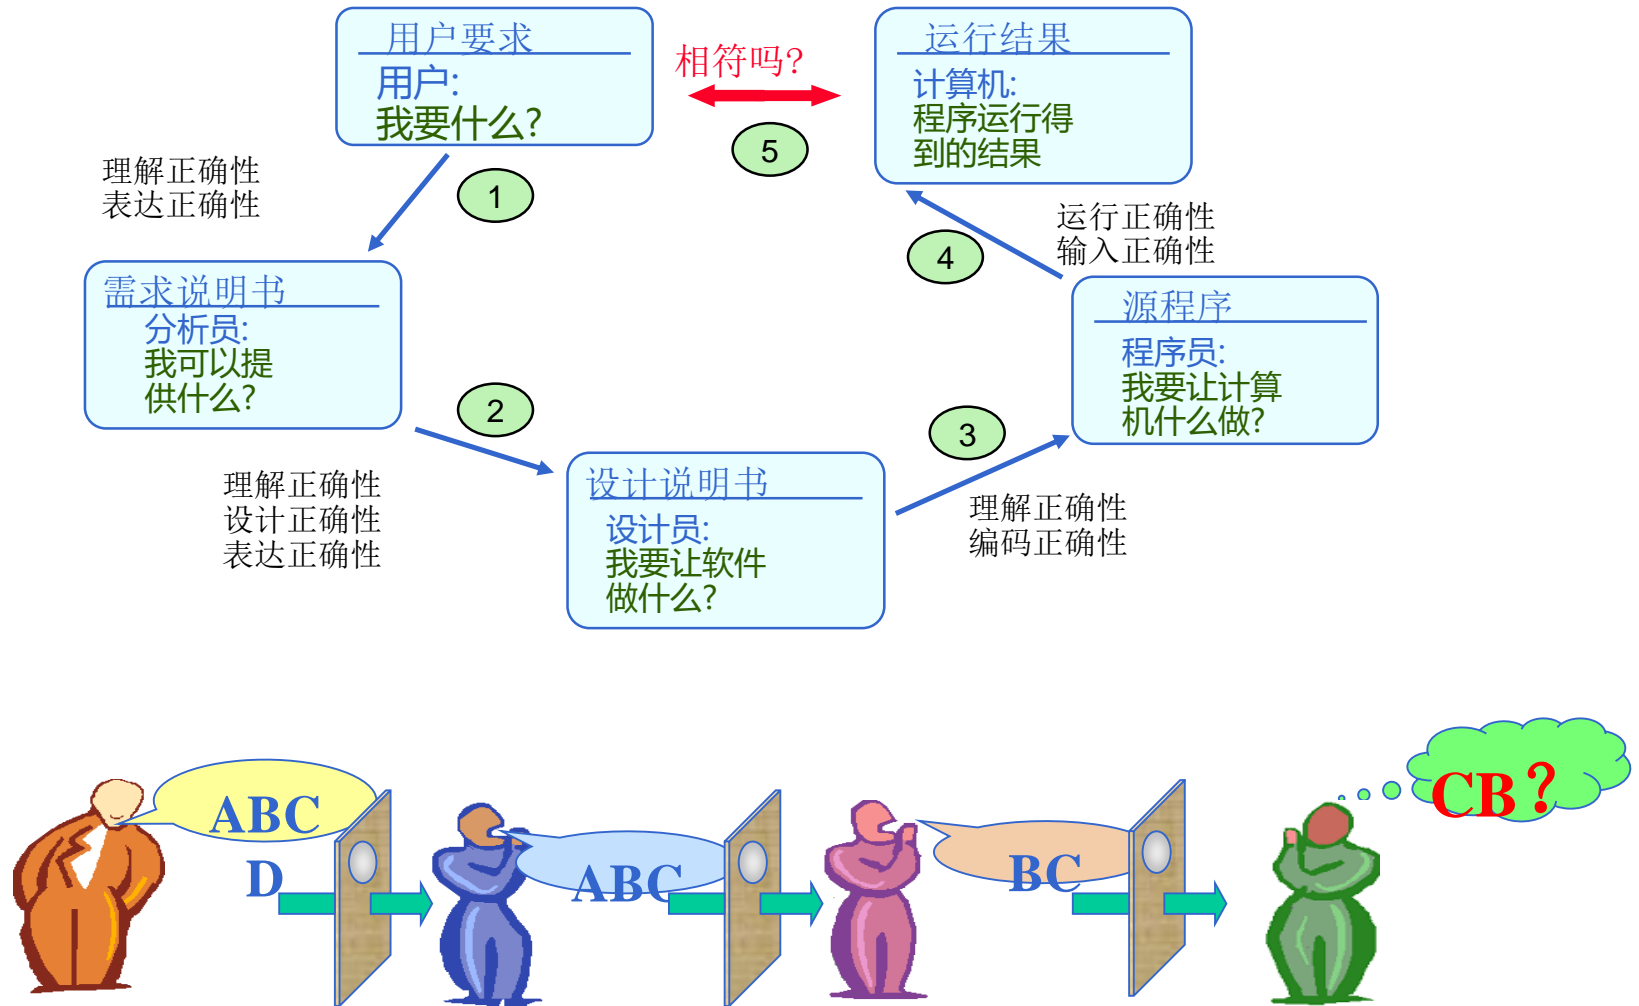 用户要求
用户:
我要什么?
相符吗?
5
运行结果
计算机:
程序运行得
到的结果
理解正确性
表达正确性
1
4
运行正确性
输入正确性
需求说明书
分析员:
我可以提
供什么?
源程序
程序员:
我要让计算
机什么做?
2
3
理解正确性
设计正确性
表达正确性
设计说明书
设计员:
我要让软件
做什么?
理解正确性
编码正确性
ABC
D
ABC
BC
CB?